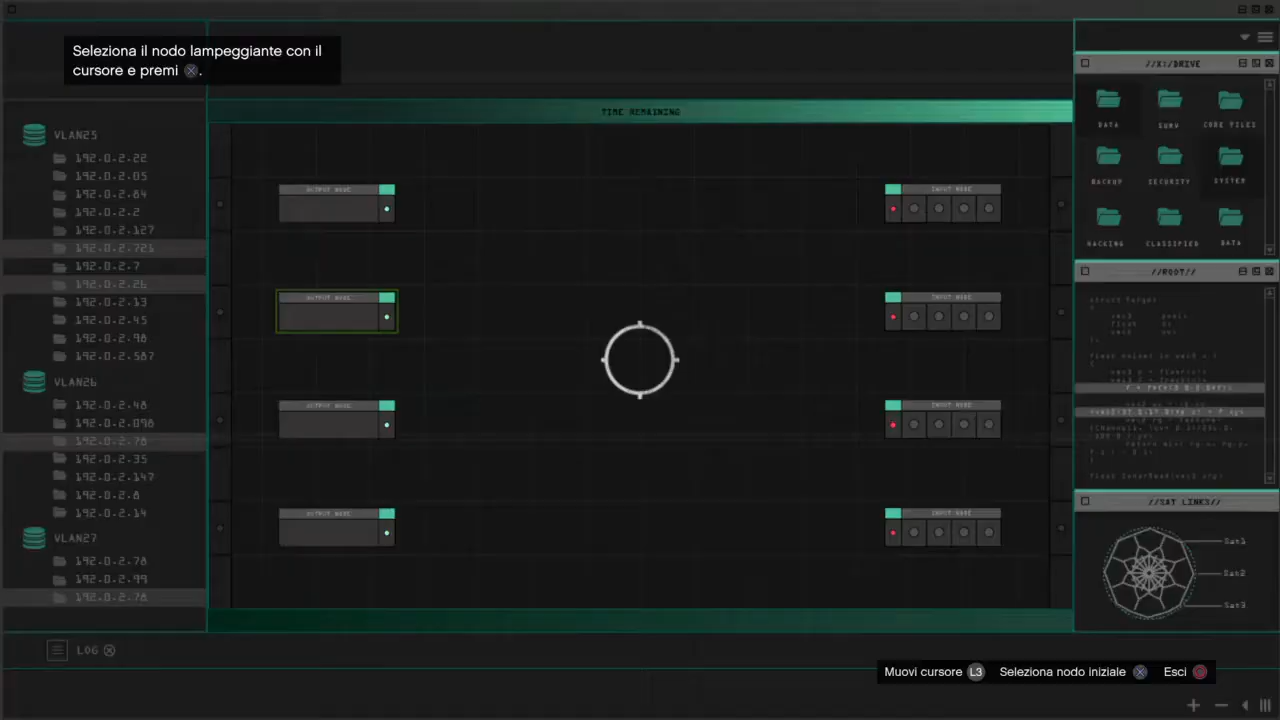 Seleziona il nodo lampeggiante con il
cursore e premi
TIME REMAINING
VLAN25
192.0.2.22
192.0.2.05
192.0.2.84
192.0.2.2
192.0.2.127
192.0.2.726
192.0.2.7
192.0.2.26
192.0.2.13
192.0.2.45
192.0.2.98
192.0.2.587
VLAN26
192.0.2.48
192.0.2.098
192.0.2.78
192.0.2.35
192.0.2.147
192.0.2.8
192.0.2.14
VLAN27
192.0.2.78
192.0.2.99
192.0.2.78
OUTPUT NODE
INPUT NODE
OUTPUT NODE
INPUT NODE
OUTPUT NODE
INPUT NODE
OUTPUT NODE
INPUT NODE
//X:/DRIVE
DATA
SURV
CORE FILES
BACKUP
SECURITY
SYSTEM
HACKING
CLASSIFIED
DATA
//ROOT//
//SAT LINKS//
Sat1
Sat2
Sat3
LOG
Muovi cursore L3 Seleziona nodo iniziale Esci